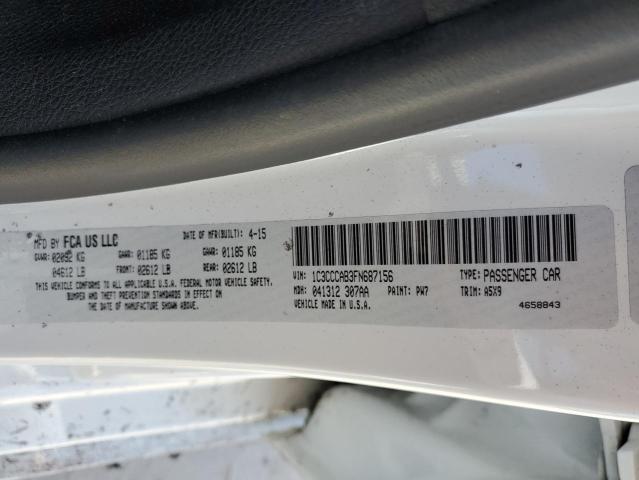 MFD BY FCA US LLC DATE OF MFR(BUILT): 4-15
GVWR: 02092 KG GAWR: 01185 KG GAWR: 01185 KG
04612 LB FRONT: 02612 LB REAR: 02612 LB
THIS VEHICLE CONFORMS TO ALL APPLICABLE U.S.A. FEDERAL MOTOR VEHICLE SAFETY,
BUMPER AND THEFT PREVENTION STANDARDS IN EFFECT ON
THE DATE OF MANUFACTURE SHOWN ABOVE.
VIN: 1C3CCCAB3FN687156 TYPE: PASSENGER CAR
MDH: 041312 307AA PAINT: PW7 TRIM: A5X9
VEHICLE MADE IN U.S.A. 4658843